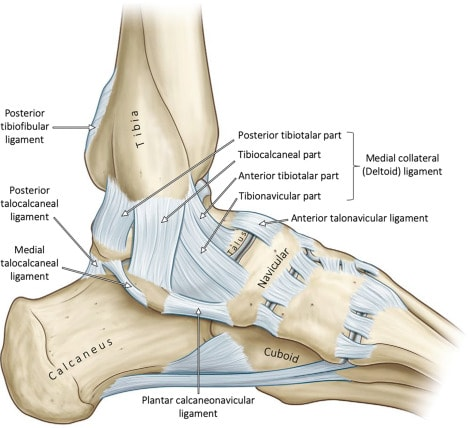 Tibia
Posterior
tibiofibular
ligament
Posterior tibiotalar part
Tibiocalcaneal part
Anterior tibiotalar part
Tibionavicular part
Medial collateral
(Deltoid) ligament
Posterior
talocalcaneal
ligament
Anterior talonavicular ligament
Medial
talocalcaneal
ligament
Talus
Navicular
Calcaneus
Cuboid
Plantar calcaneonavicular
ligament